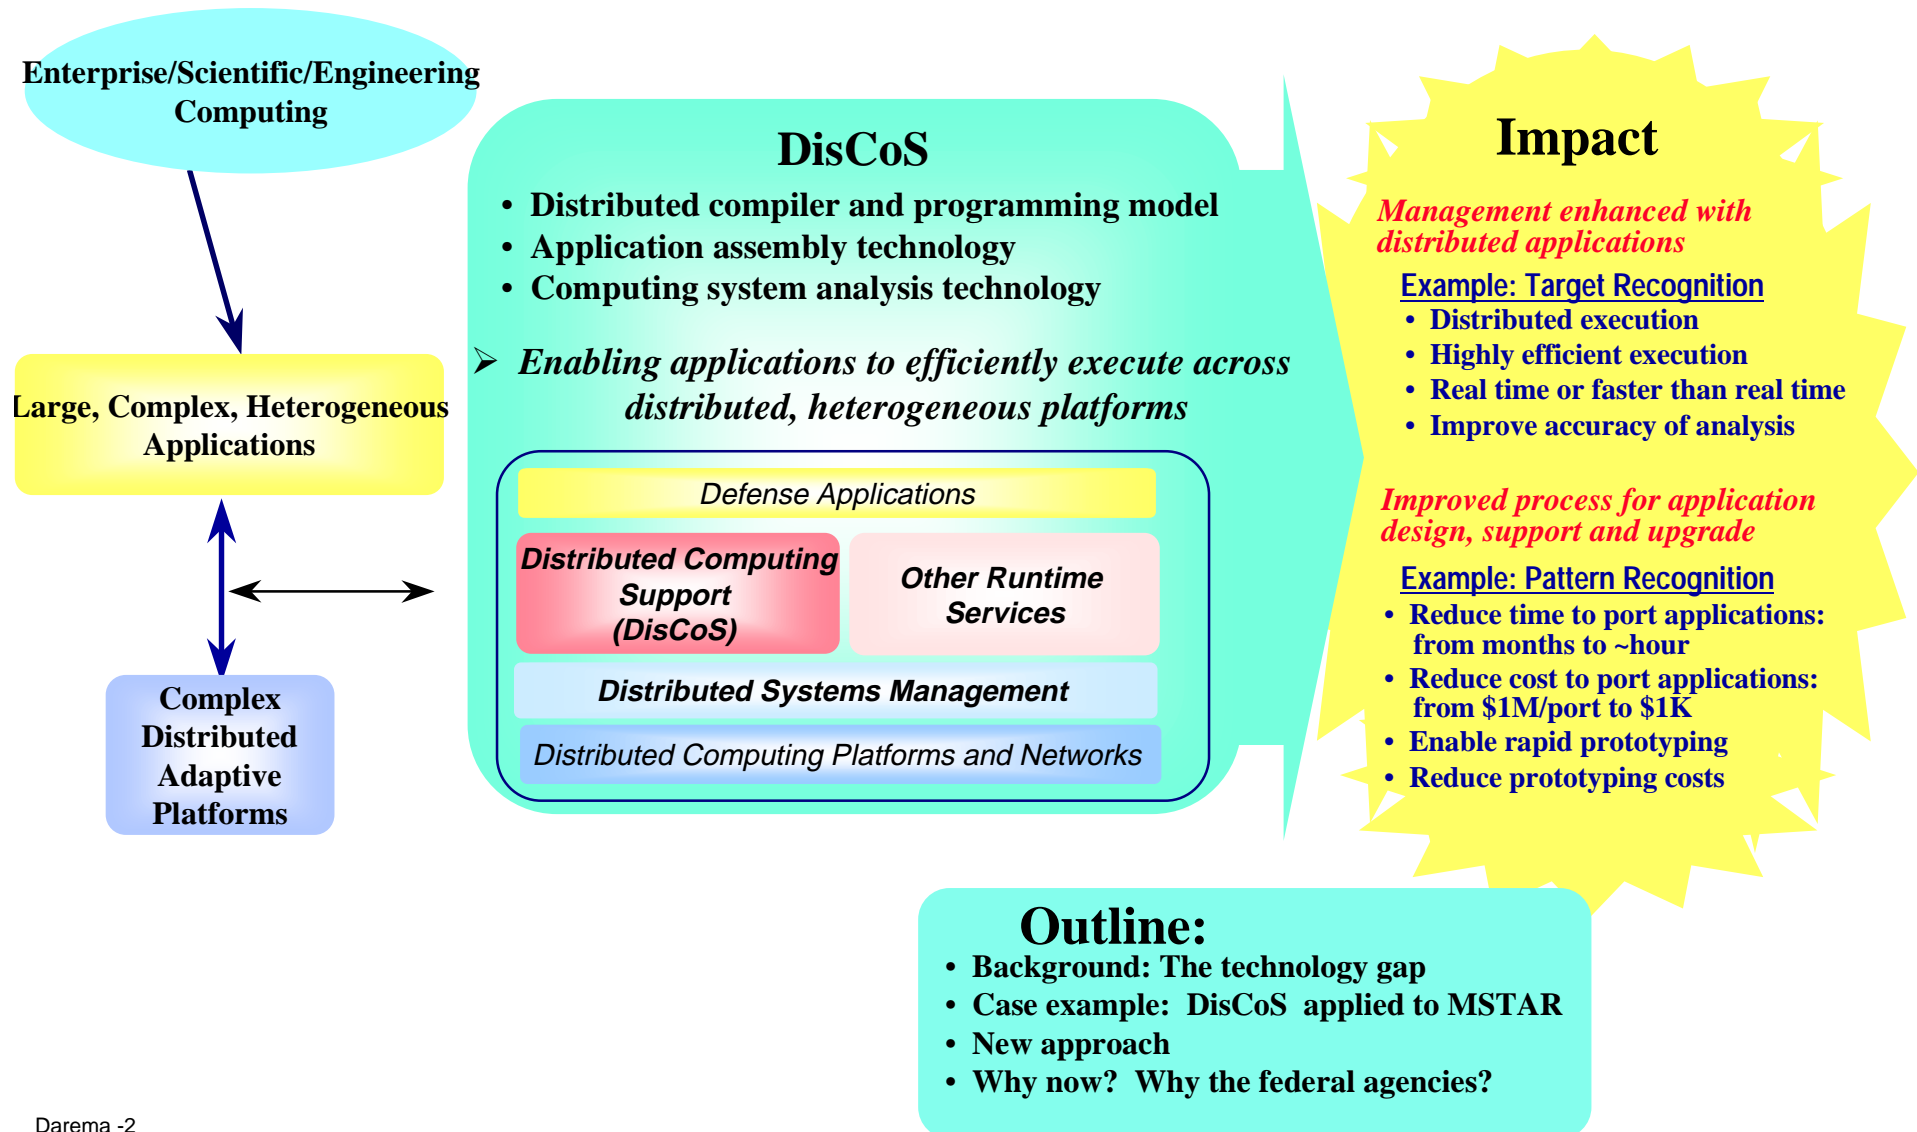 Enterprise/Scientific/Engineering
Computing
Large, Complex, Heterogeneous
Applications
Complex
Distributed
Adaptive
Platforms
DisCoS
• Distributed compiler and programming model
• Application assembly technology
• Computing system analysis technology
➢ Enabling applications to efficiently execute across
distributed, heterogeneous platforms
Defense Applications
Distributed Computing
Support
(DisCoS)
Other Runtime
Services
Distributed Systems Management
Distributed Computing Platforms and Networks
Impact
Management enhanced with
distributed applications
Example: Target Recognition
• Distributed execution
• Highly efficient execution
• Real time or faster than real time
• Improve accuracy of analysis
Improved process for application
design, support and upgrade
Example: Pattern Recognition
• Reduce time to port applications:
from months to ~hour
• Reduce cost to port applications:
from $1M/port to $1K
• Enable rapid prototyping
• Reduce prototyping costs
Outline:
• Background: The technology gap
• Case example: DisCoS applied to MSTAR
• New approach
• Why now? Why the federal agencies?
Darema -2